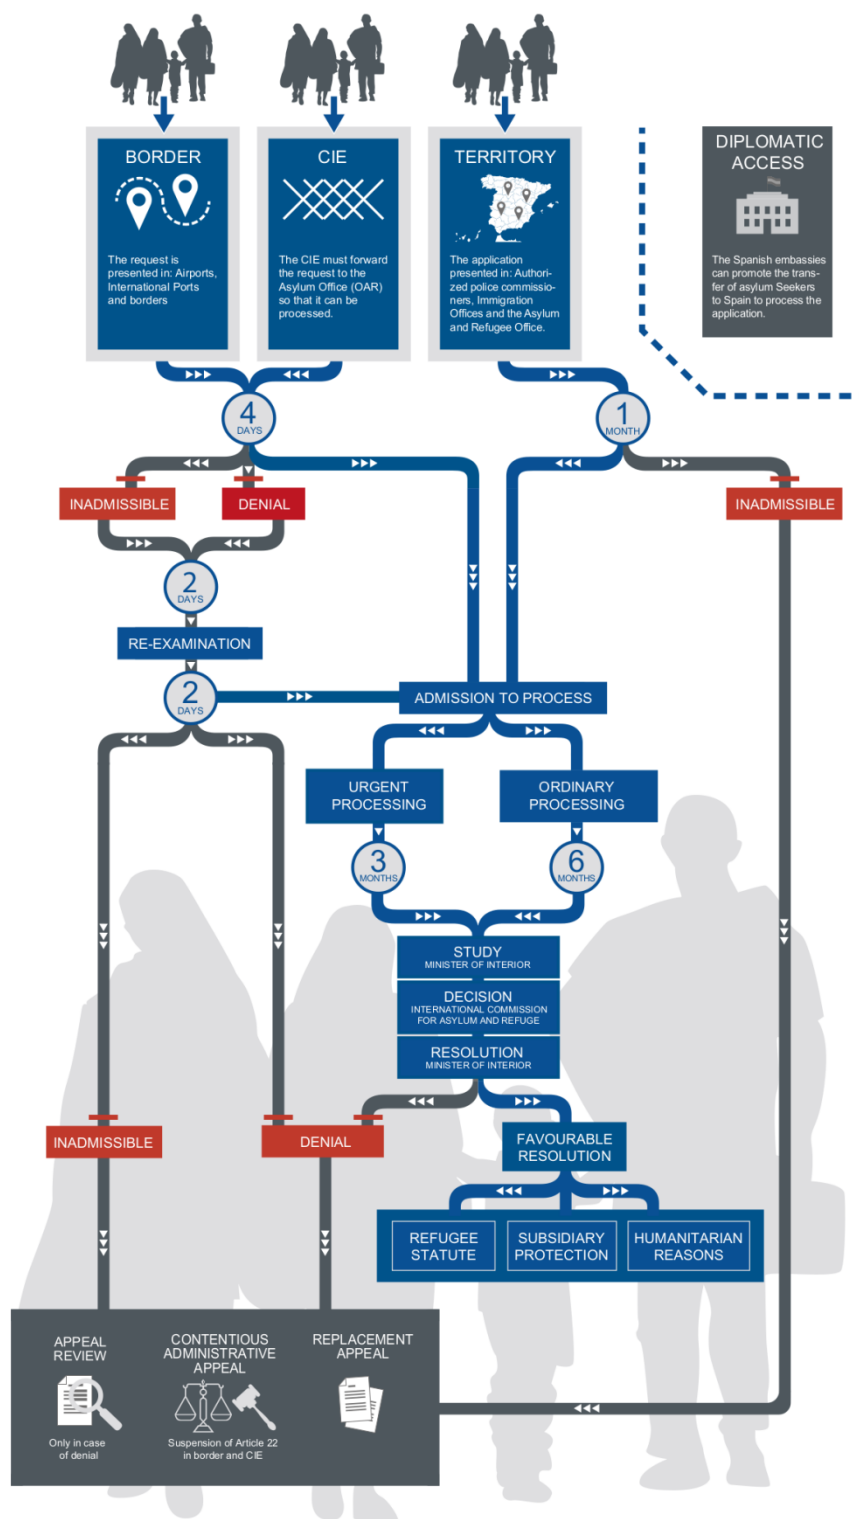 BORDER
The request is
presented in: Airports,
International Ports
and borders
CIE
The CIE must forward
the request to the
Asylum Office (OAR)
so that it can be
processed.
TERRITORY
The application
presented in: Authori-
zed police commissio-
ners, Immigration
Offices and the Asylum
and Refugee Office.
DIPLOMATIC
ACCESS
The Spanish embassies
can promote the trans-
fer of asylum Seekers
to Spain to process the
application.
4
DAYS
1
MONTH
INADMISSIBLE
DENIAL
INADMISSIBLE
2
DAYS
RE-EXAMINATION
2
DAYS
ADMISSION TO PROCESS
URGENT
PROCESSING
ORDINARY
PROCESSING
3
MONTHS
6
MONTHS
STUDY
MINISTER OF INTERIOR
DECISION
INTERNATIONAL COMMISSION
FOR ASYLUM AND REFUGE
RESOLUTION
MINISTER OF INTERIOR
INADMISSIBLE
DENIAL
FAVOURABLE
RESOLUTION
REFUGEE
STATUTE
SUBSIDIARY
PROTECTION
HUMANITARIAN
REASONS
APPEAL
REVIEW
Only in case
of denial
CONTENTIOUS
ADMINISTRATIVE
APPEAL
Suspension of Article 22
in border and CIE
REPLACEMENT
APPEAL